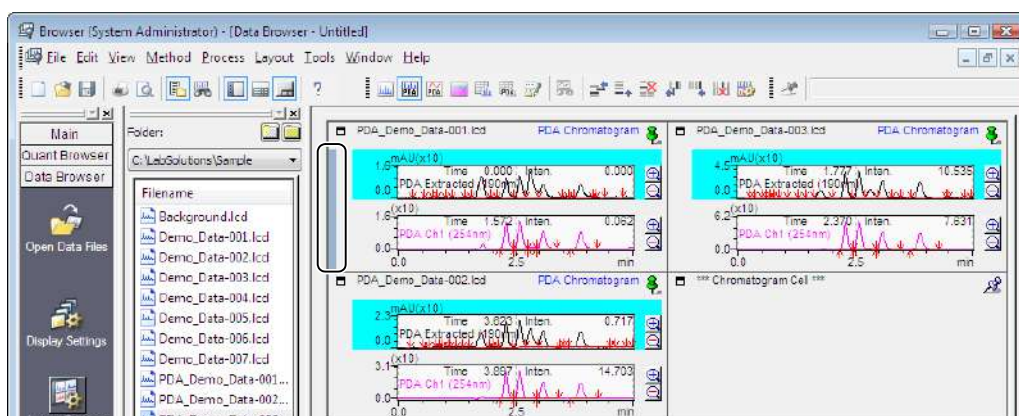 Browser (System Administrator) - [Data Browser - Untitled]
File Edit View Method Process Layout Tools Window Help
Main
Quant Browser
Data Browser
Open Data Files
Display Settings
Folder:
C:\LabSolutions\Sample
Filename
Background.lcd
Demo_Data-001.lcd
Demo_Data-002.lcd
Demo_Data-003.lcd
Demo_Data-004.lcd
Demo_Data-005.lcd
Demo_Data-006.lcd
Demo_Data-007.lcd
PDA_Demo_Data-001...
PDA_Demo_Data-002...
PDA_Demo_Data-001.lcd PDA Chromatogram
mAU(x10)
1.6 Time 0.000 Inten. 0.000
PDA Extracted (190nm)
0.0
(x10)
1.6 Time 1.572 Inten. 0.062
PDA Ch1 (254nm)
0.0
0.0 2.5 min
PDA_Demo_Data-003.lcd PDA Chromatogram
mAU(x10)
4.5 Time 1.777 Inten. 10.535
PDA Extracted (190nm)
0.0
(x10)
6.2 Time 2.370 Inten. 7.831
PDA Ch1 (254nm)
0.0
0.0 2.5 min
PDA_Demo_Data-002.lcd PDA Chromatogram
mAU(x10)
2.3 Time 3.823 Inten. 0.717
PDA Extracted (190nm)
0.0
(x10)
3.1 Time 3.887 Inten. 14.703
PDA Ch1 (254nm)
0.0
0.0 2.5 min
*** Chromatogram Cell ***